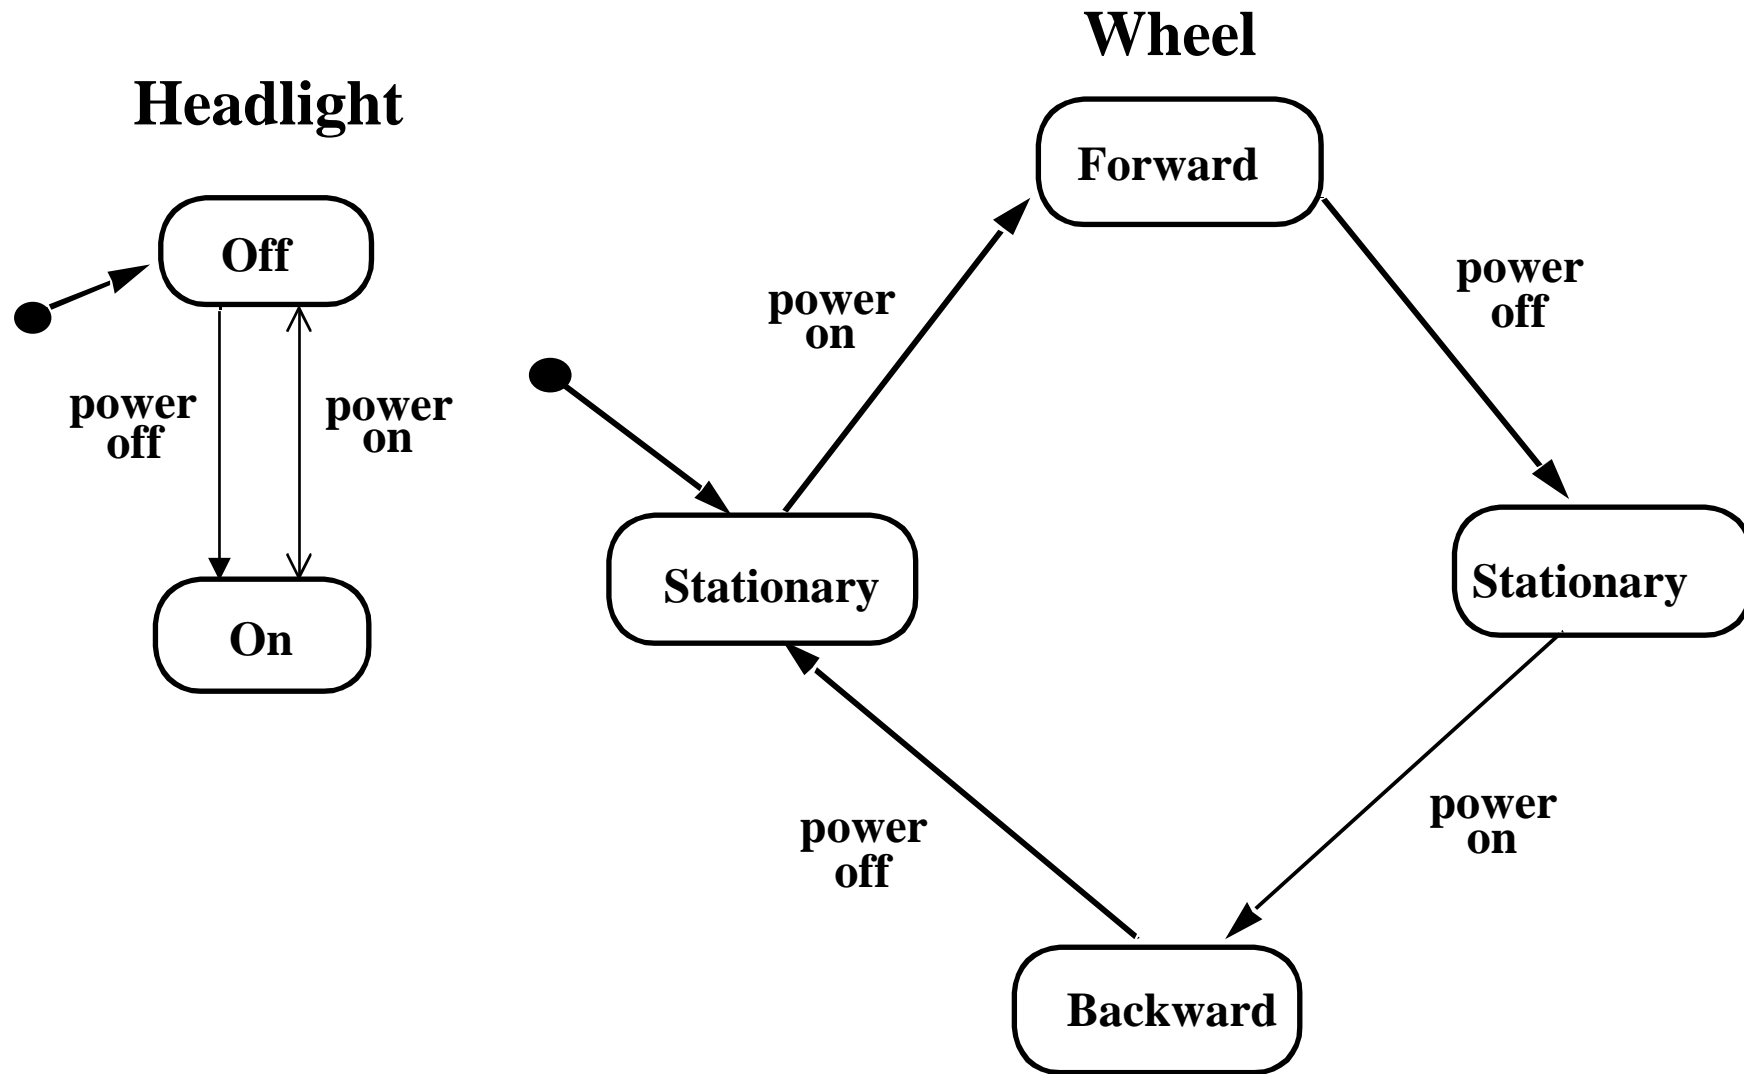 Headlight
Off
power
off
power
on
On
Wheel
Forward
power
on
power
off
Stationary
Stationary
power
off
power
on
Backward